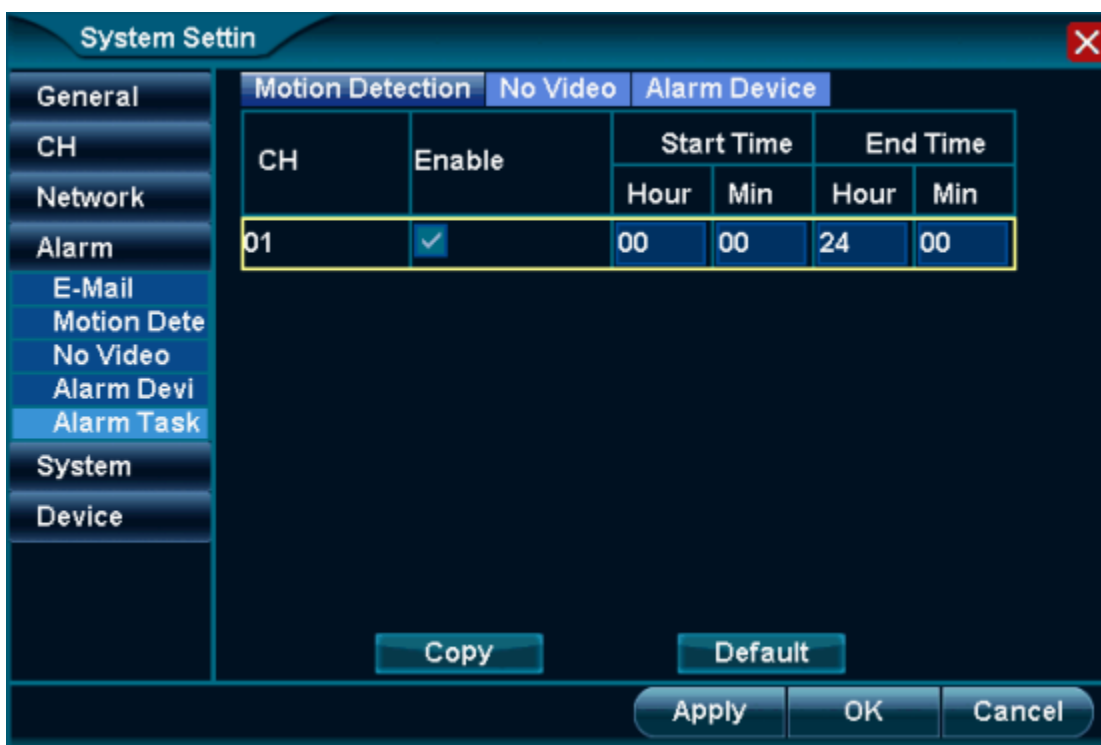 System Settin
General
CH
Network
Alarm
E-Mail
Motion Dete
No Video
Alarm Devi
Alarm Task
System
Device
Motion Detection No Video Alarm Device
CH Enable Start Time End Time
Hour Min Hour Min
01 00 00 24 00
Copy Default
Apply OK Cancel